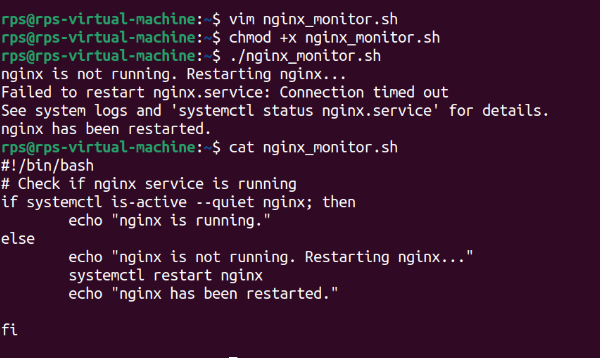 rps@rps-virtual-machine:~$ vim nginx_monitor.sh
rps@rps-virtual-machine:~$ chmod +x nginx_monitor.sh
rps@rps-virtual-machine:~$ ./nginx_monitor.sh
nginx is not running. Restarting nginx...
Failed to restart nginx.service: Connection timed out
See system logs and 'systemctl status nginx.service' for details.
nginx has been restarted.
rps@rps-virtual-machine:~$ cat nginx_monitor.sh
#!/bin/bash
# Check if nginx service is running
if systemctl is-active --quiet nginx; then
        echo "nginx is running."
else
        echo "nginx is not running. Restarting nginx..."
        systemctl restart nginx
        echo "nginx has been restarted."
fi